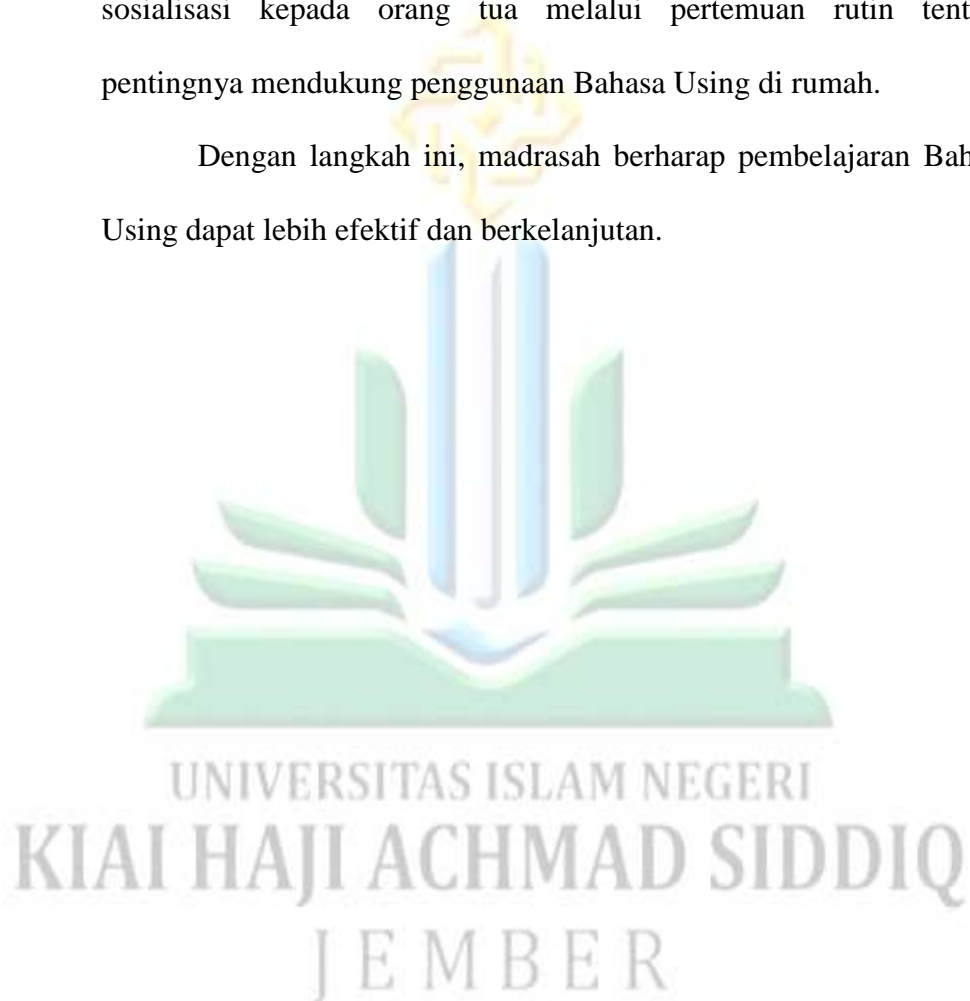 sosialisasi kepada orang tua melalui pertemuan rutin tent
pentingnya mendukung penggunaan Bahasa Using di rumah.
Dengan langkah ini, madrasah berharap pembelajaran Bah
Using dapat lebih efektif dan berkelanjutan.
UNIVERSITAS ISLAM NEGERI
KIAI HAJI ACHMAD SIDDIQ
JEMBER